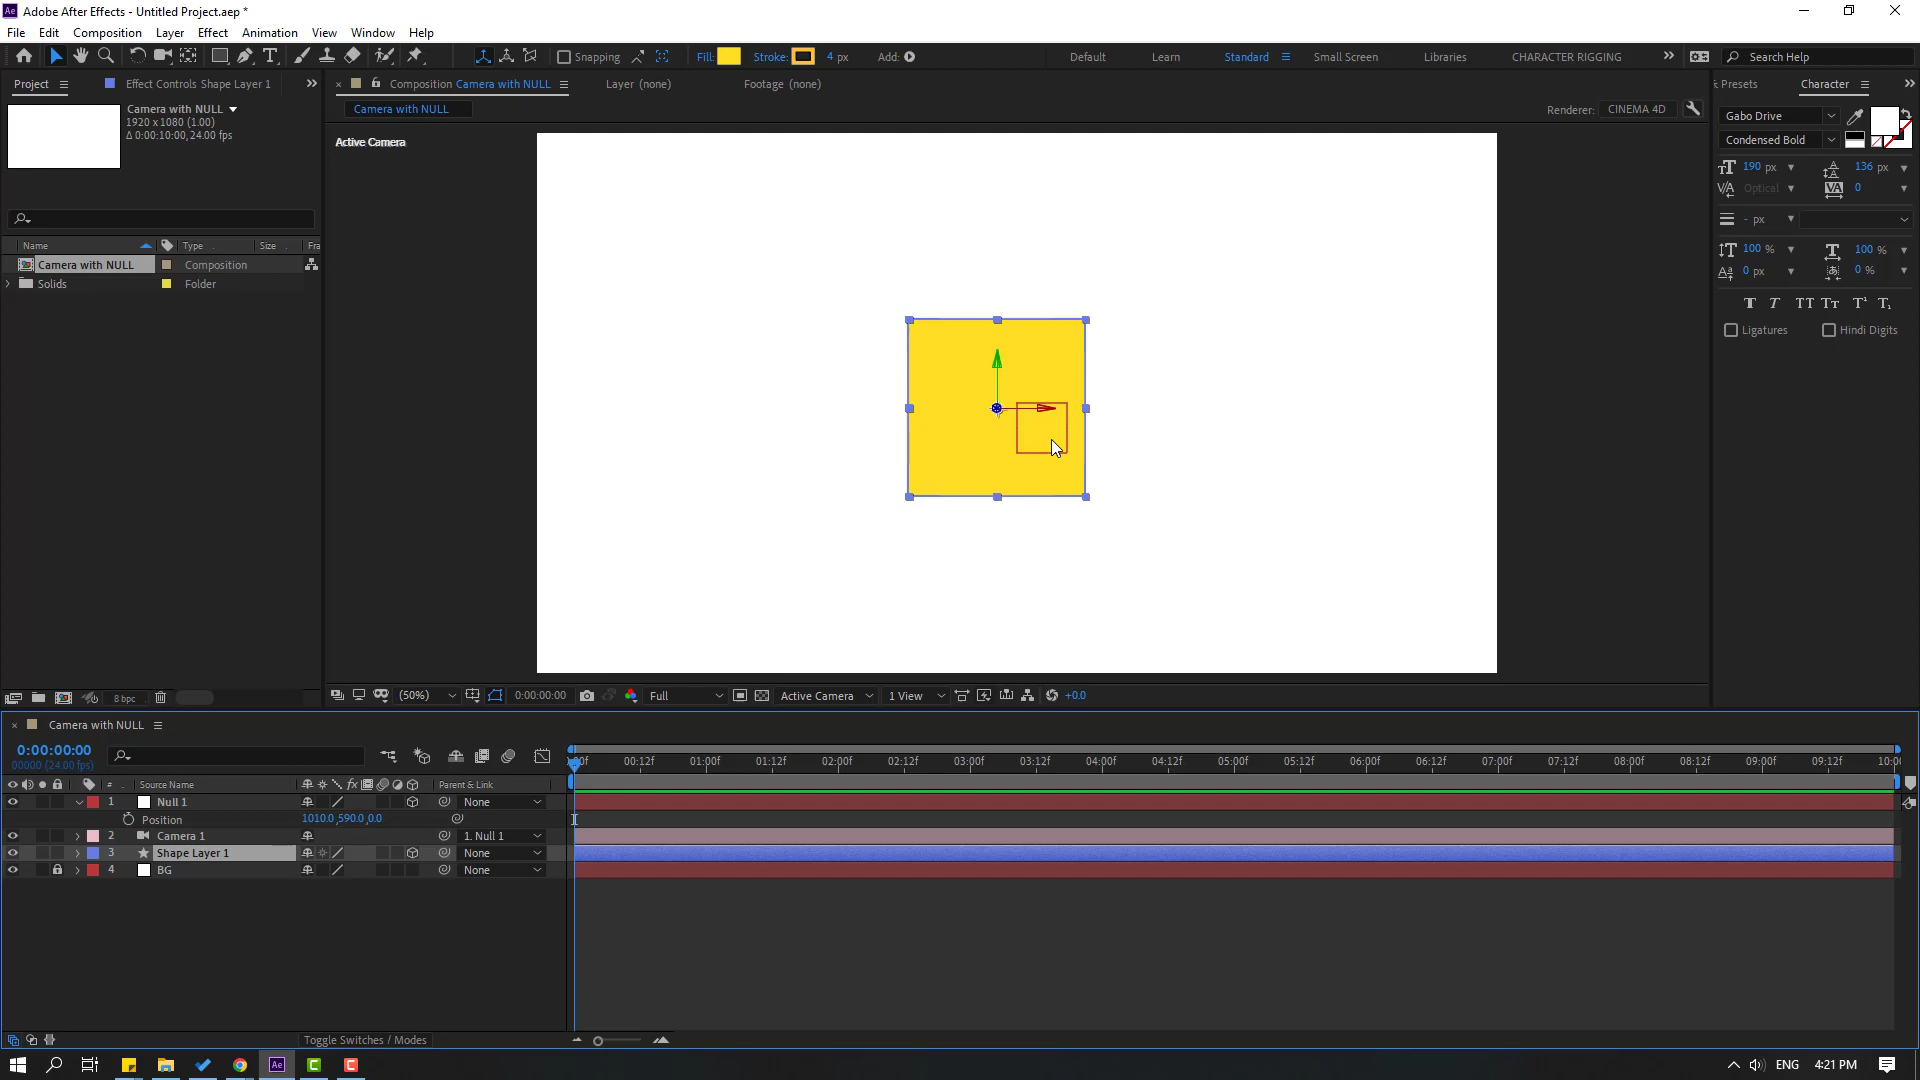 Ae Adobe After Effects - Untitled Project.aep *
File Edit Composition Layer Effect Animation View Window Help
Snapping Fill: Stroke: 4 px Add: Default Learn Standard Small Screen Libraries CHARACTER RIGGING Search Help
Project Effect Controls Shape Layer 1 Composition Camera with NULL Layer (none) Footage (none) Presets Character
Camera with NULL
1920 x 1080 (1.00)
Δ 0:00:10:00, 24.00 fps
Camera with NULL Renderer: CINEMA 4D
Active Camera
Gabo Drive
Condensed Bold
190 px 136 px
Optical 0
- px
100 % 100 %
0 px 0 %
Ligatures Hindi Digits
Name Type Size Fra
Camera with NULL Composition
Solids Folder
8 bpc
(50%) 0:00:00:00 Full Active Camera 1 View +0.0
Camera with NULL
0:00:00:00
00000 (24.00 fps)
:00f 00:12f 01:00f 01:12f 02:00f 02:12f 03:00f 03:12f 04:00f 04:12f 05:00f 05:12f 06:00f 06:12f 07:00f 07:12f 08:00f 08:12f 09:00f 09:12f 10:00
# Source Name fx Parent & Link
1 Null 1 None
Position 1010.0,590.0,0.0
2 Camera 1 1. Null 1
3 Shape Layer 1 None
4 BG None
Toggle Switches / Modes
Ae C C ENG 4:21 PM